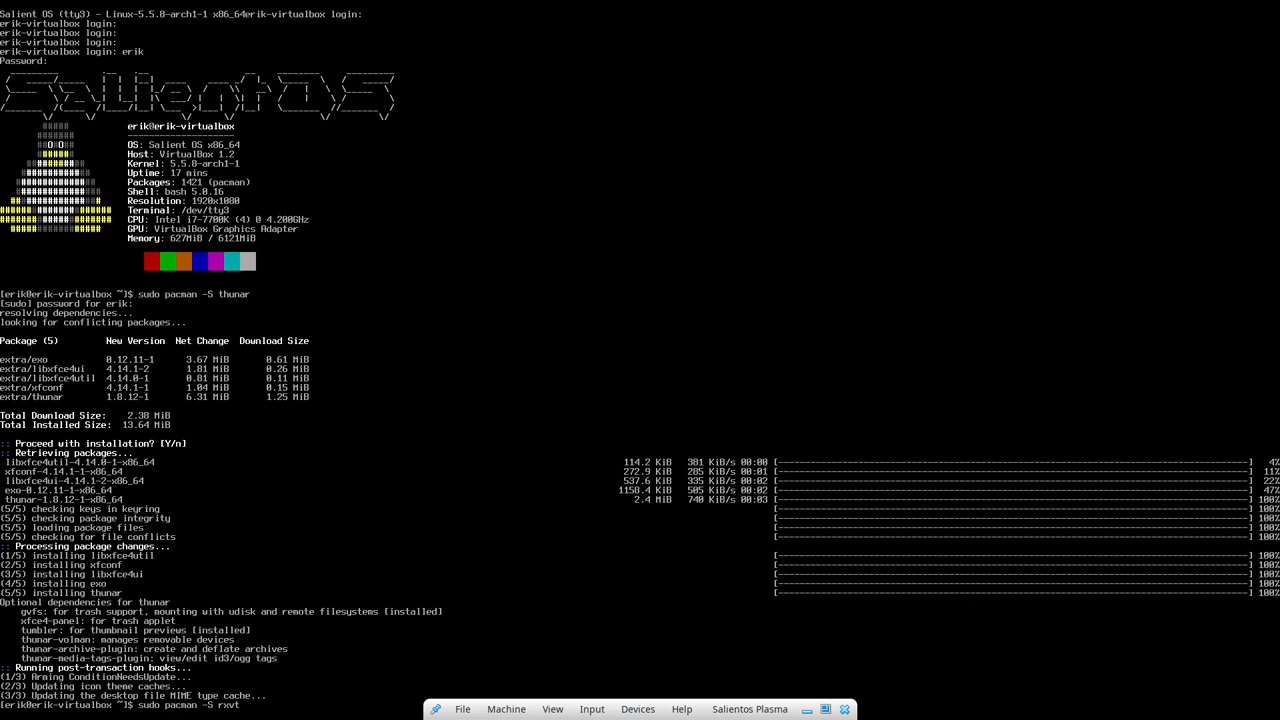 Salient OS (tty3) - Linux-5.5.8-arch1-1 x86_64erik-virtualbox login:
erik-virtualbox login:
erik-virtualbox login:
erik-virtualbox login:
erik-virtualbox login: erik
Password:
SalientOS
erik@erik-virtualbox
OS: Salient OS x86_64
Host: VirtualBox 1.2
Kernel: 5.5.8-arch1-1
Uptime: 17 mins
Packages: 1421 (pacman)
Shell: bash 5.0.16
Resolution: 1920x1080
Terminal: /dev/tty3
CPU: Intel i7-7700K (4) @ 4.200GHz
GPU: VirtualBox Graphics Adapter
Memory: 627MiB / 6121MiB
[erik@erik-virtualbox ~]$ sudo pacman -S thunar
[sudo] password for erik:
resolving dependencies...
looking for conflicting packages...
Package (5) New Version Net Change Download Size
extra/exo 0.12.11-1 3.67 MiB 0.61 MiB
extra/libxfce4ui 4.14.1-2 1.81 MiB 0.26 MiB
extra/libxfce4util 4.14.0-1 0.81 MiB 0.11 MiB
extra/xfconf 4.14.1-1 1.04 MiB 0.15 MiB
extra/thunar 1.8.12-1 6.31 MiB 1.25 MiB
Total Download Size: 2.38 MiB
Total Installed Size: 13.64 MiB
:: Proceed with installation? [Y/n]
:: Retrieving packages...
libxfce4util-4.14.0-1-x86_64 114.2 KiB 381 KiB/s 00:00 [----------] 4%
xfconf-4.14.1-1-x86_64 272.9 KiB 285 KiB/s 00:01 [----------] 11%
libxfce4ui-4.14.1-2-x86_64 537.6 KiB 335 KiB/s 00:02 [----------] 22%
exo-0.12.11-1-x86_64 1158.4 KiB 505 KiB/s 00:02 [----------] 47%
thunar-1.8.12-1-x86_64 2.4 MiB 740 KiB/s 00:03 [----------] 100%
(5/5) checking keys in keyring [----------] 100%
(5/5) checking package integrity [----------] 100%
(5/5) loading package files [----------] 100%
(5/5) checking for file conflicts [----------] 100%
:: Processing package changes...
(1/5) installing libxfce4util [----------] 100%
(2/5) installing xfconf [----------] 100%
(3/5) installing libxfce4ui [----------] 100%
(4/5) installing exo [----------] 100%
(5/5) installing thunar [----------] 100%
Optional dependencies for thunar
gvfs: for trash support, mounting with udisk and remote filesystems [installed]
xfce4-panel: for trash applet
tumbler: for thumbnail previews [installed]
thunar-volman: manages removable devices
thunar-archive-plugin: create and deflate archives
thunar-media-tags-plugin: view/edit id3/ogg tags
:: Running post-transaction hooks...
(1/3) Arming ConditionNeedsUpdate...
(2/3) Updating icon theme caches...
(3/3) Updating the desktop file MIME type cache...
[erik@erik-virtualbox ~]$ sudo pacman -S rxvt
File Machine View Input Devices Help Salientos Plasma